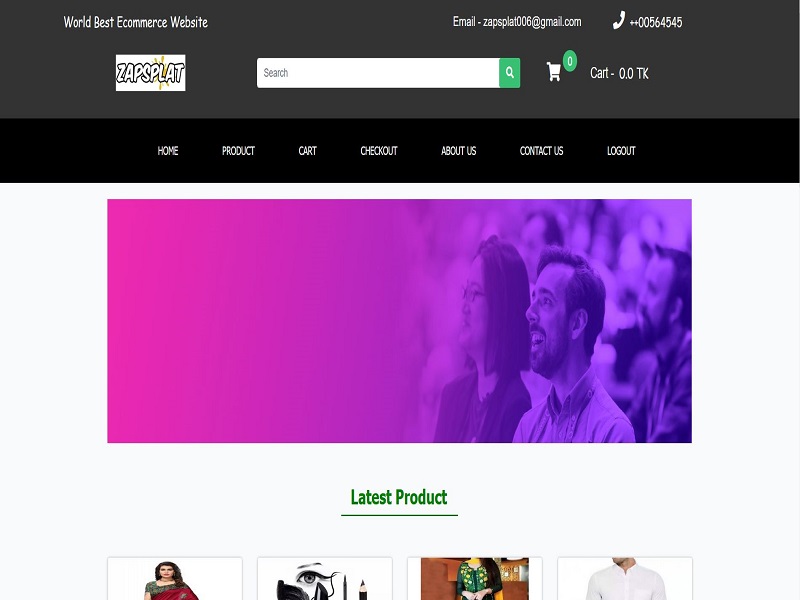 World Best Ecommerce Website
Email - zapsplat006@gmail.com
++00564545
ZAPSPLAT
Search
0
Cart - 0.0 TK
HOME
PRODUCT
CART
CHECKOUT
ABOUT US
CONTACT US
LOGOUT
Latest Product